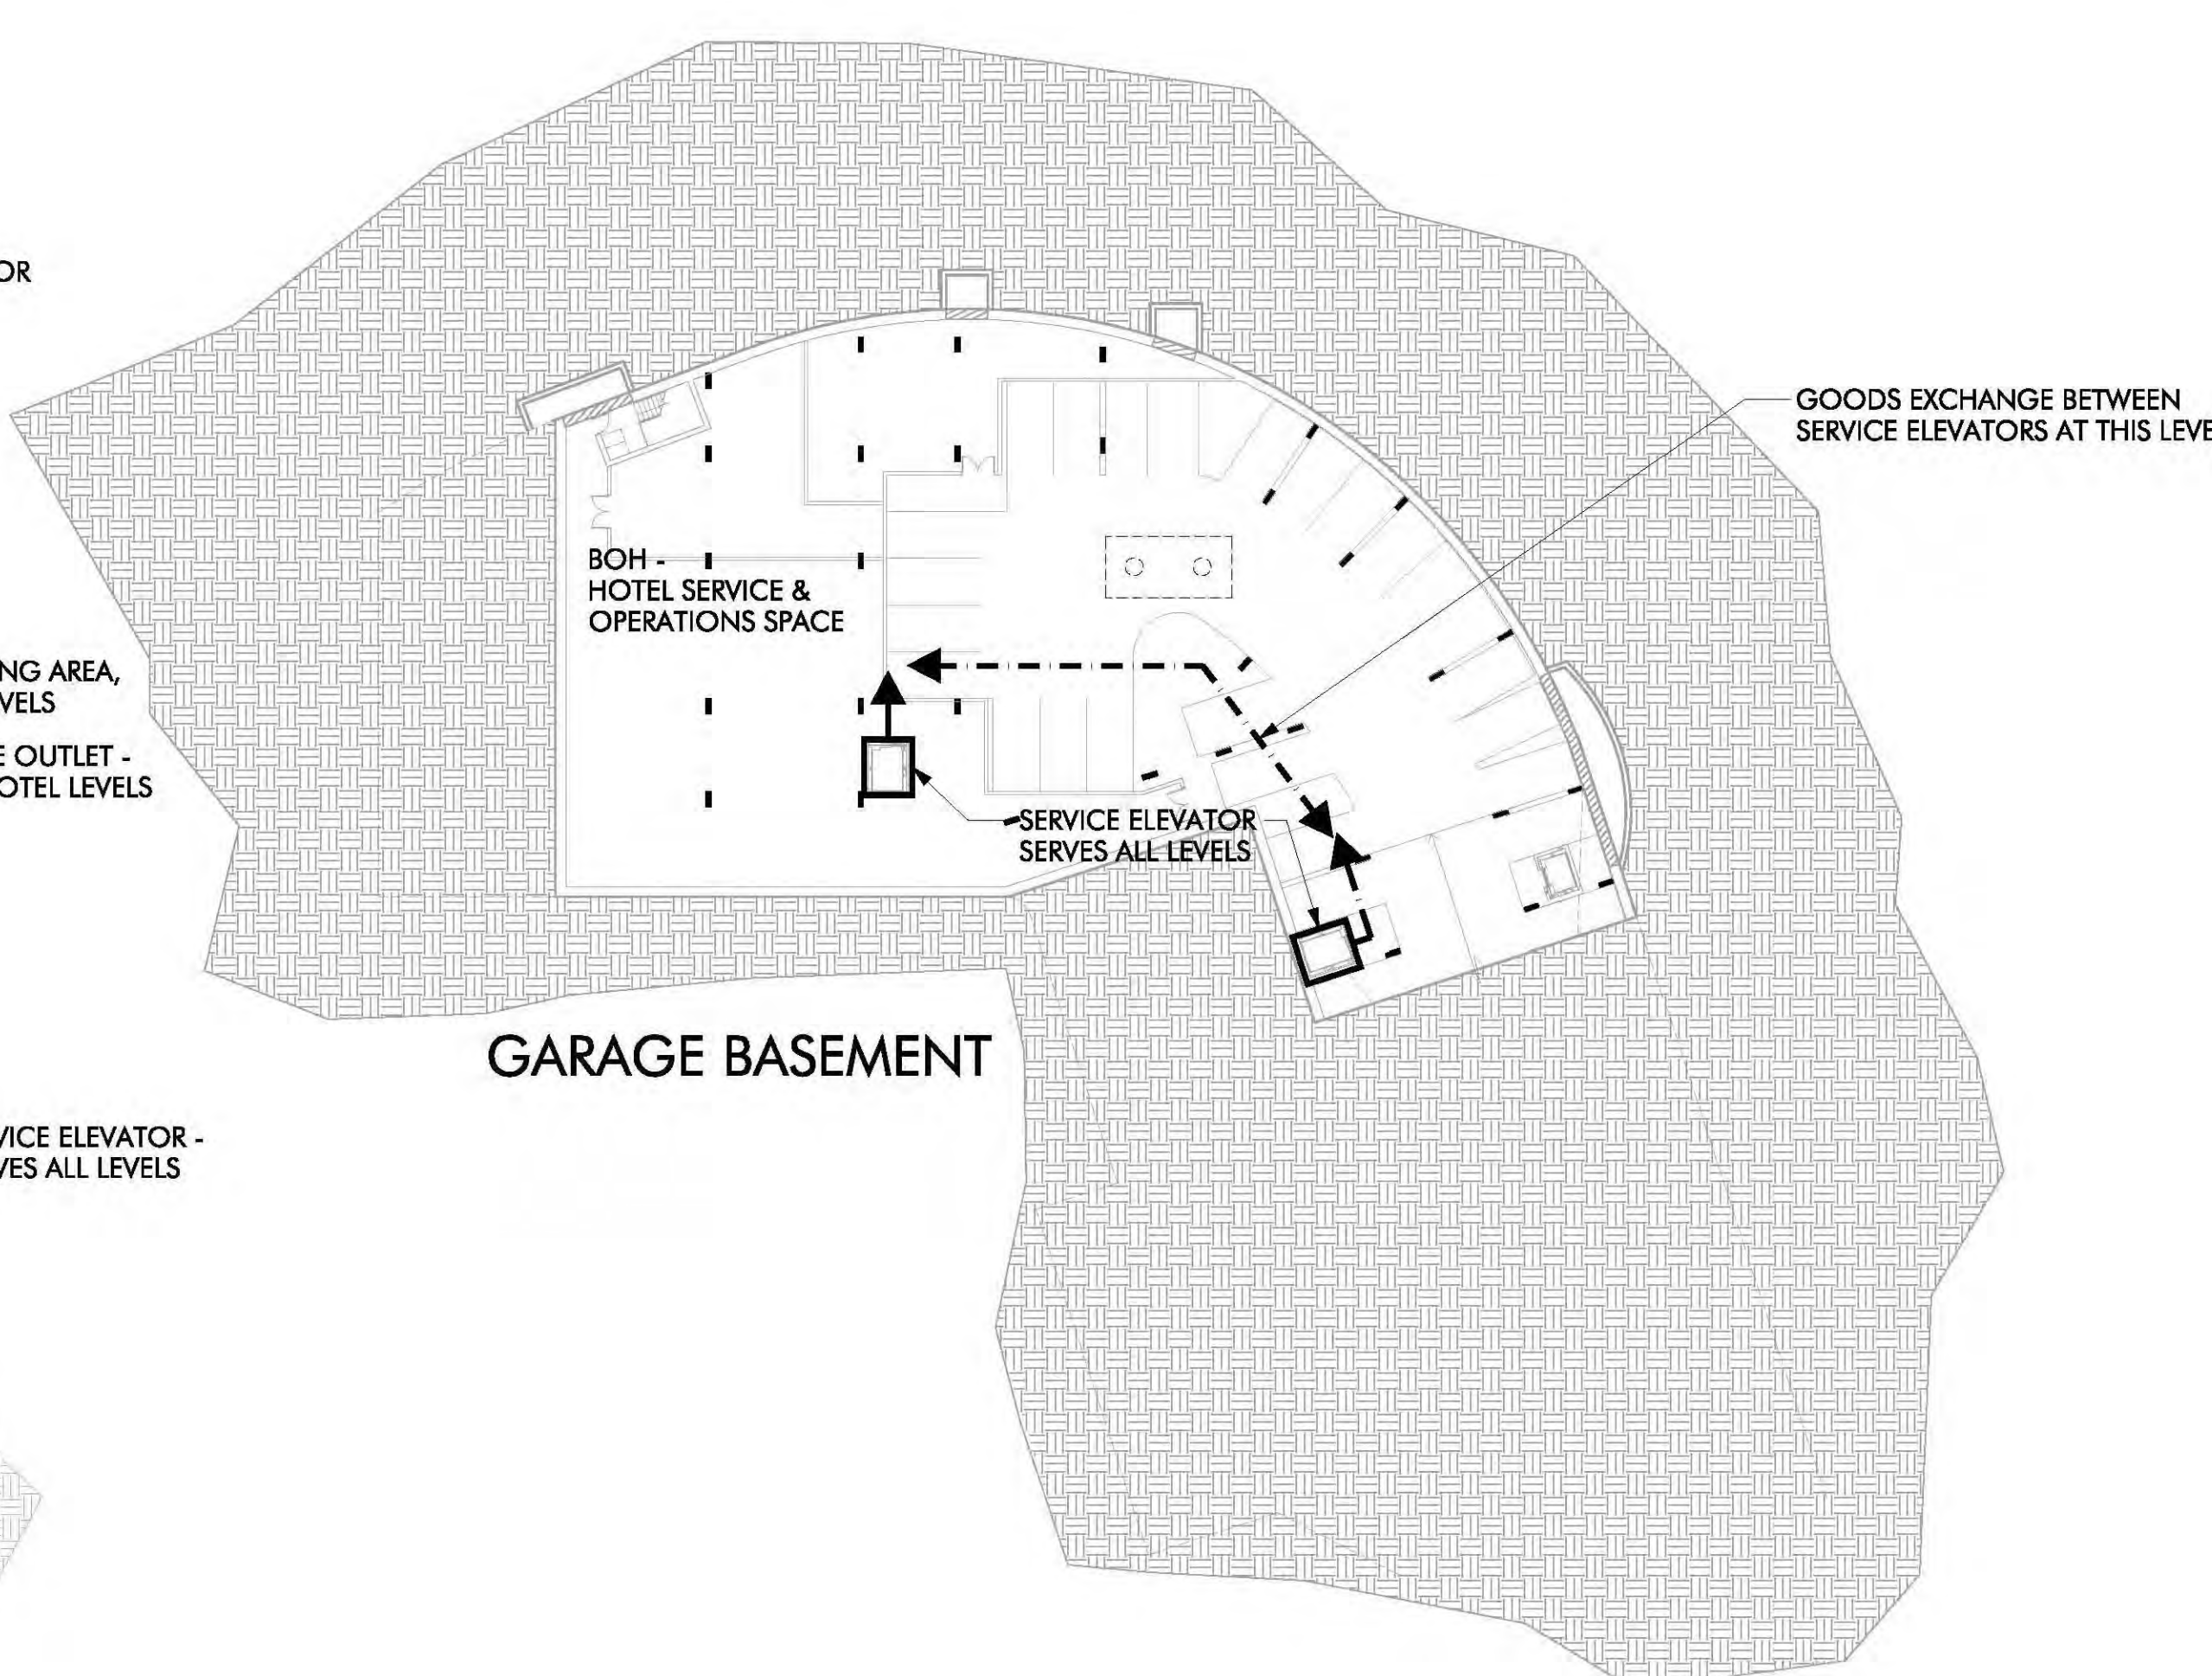 OR
GOODS EXCHANGE BETWEEN
SERVICE ELEVATORS AT THIS LEVE
BOH -
HOTEL SERVICE &
OPERATIONS SPACE
NG AREA,
VELS
E OUTLET -
OTEL LEVELS
SERVICE ELEVATOR
SERVES ALL LEVELS
GARAGE BASEMENT
VICE ELEVATOR -
VES ALL LEVELS